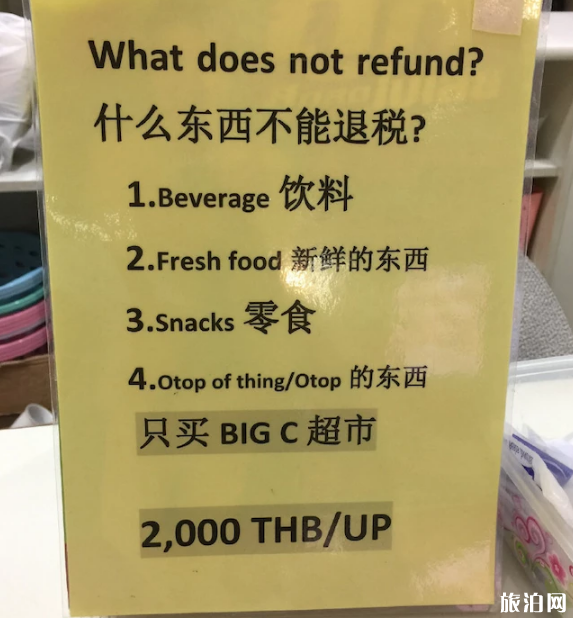 What does not refund?
什么东西不能退税?
1.Beverage 饮料
2.Fresh food 新鲜的东西
3.Snacks 零食
4.Otop of thing/Otop 的东西
只买 BIG C 超市
2,000 THB/UP
旅泊网